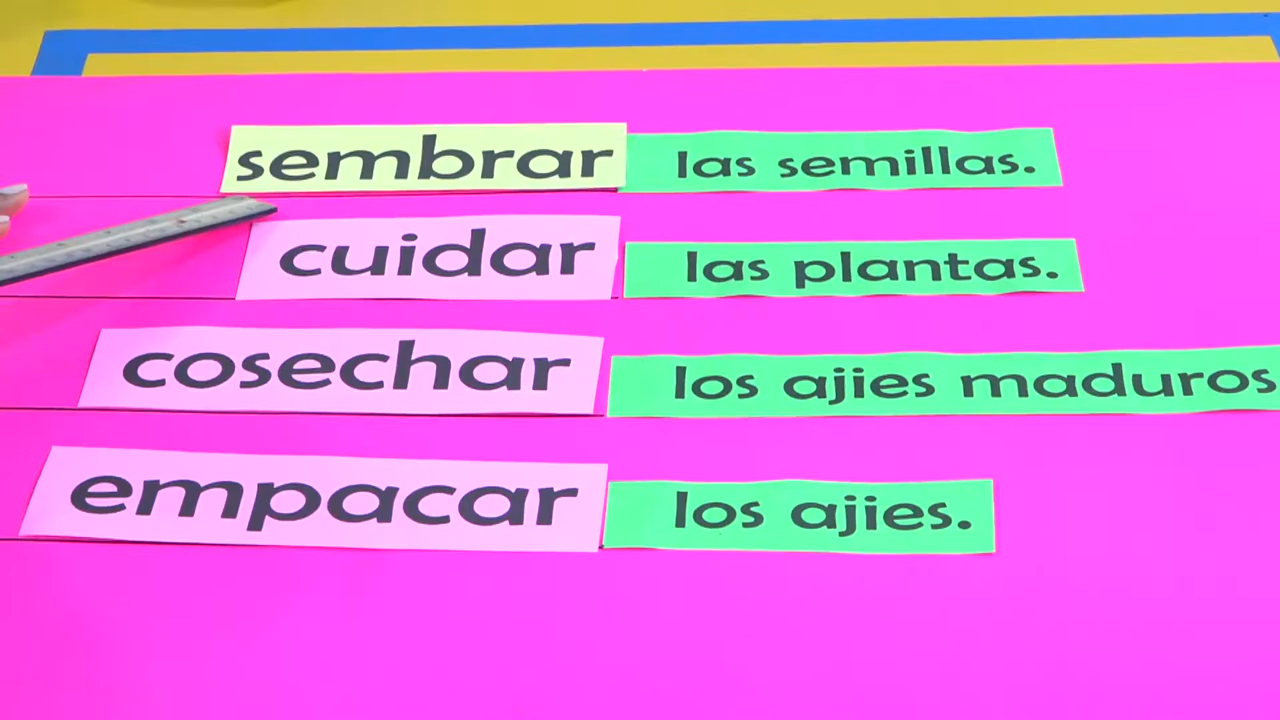 sembrar las semillas.
cuidar las plantas.
cosechar los ajies maduros
empacar los ajies.